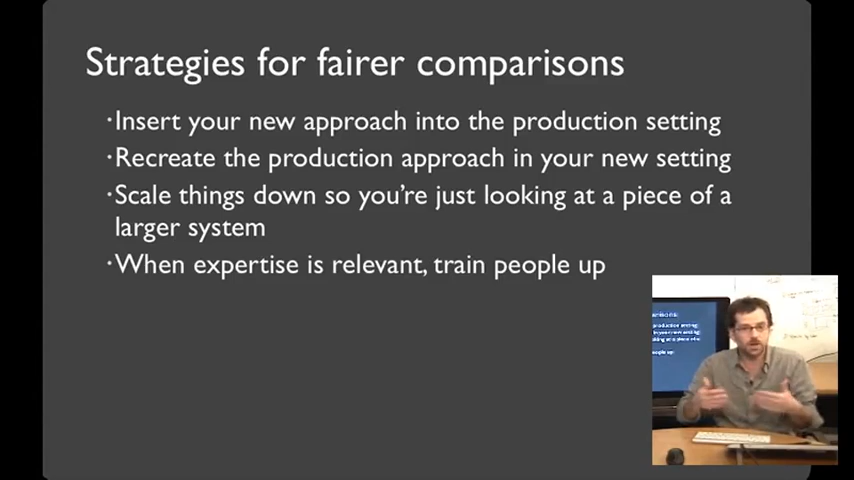 Strategies for fairer comparisons
·Insert your new approach into the production setting
·Recreate the production approach in your new setting
·Scale things down so you're just looking at a piece of a
larger system
·When expertise is relevant, train people up